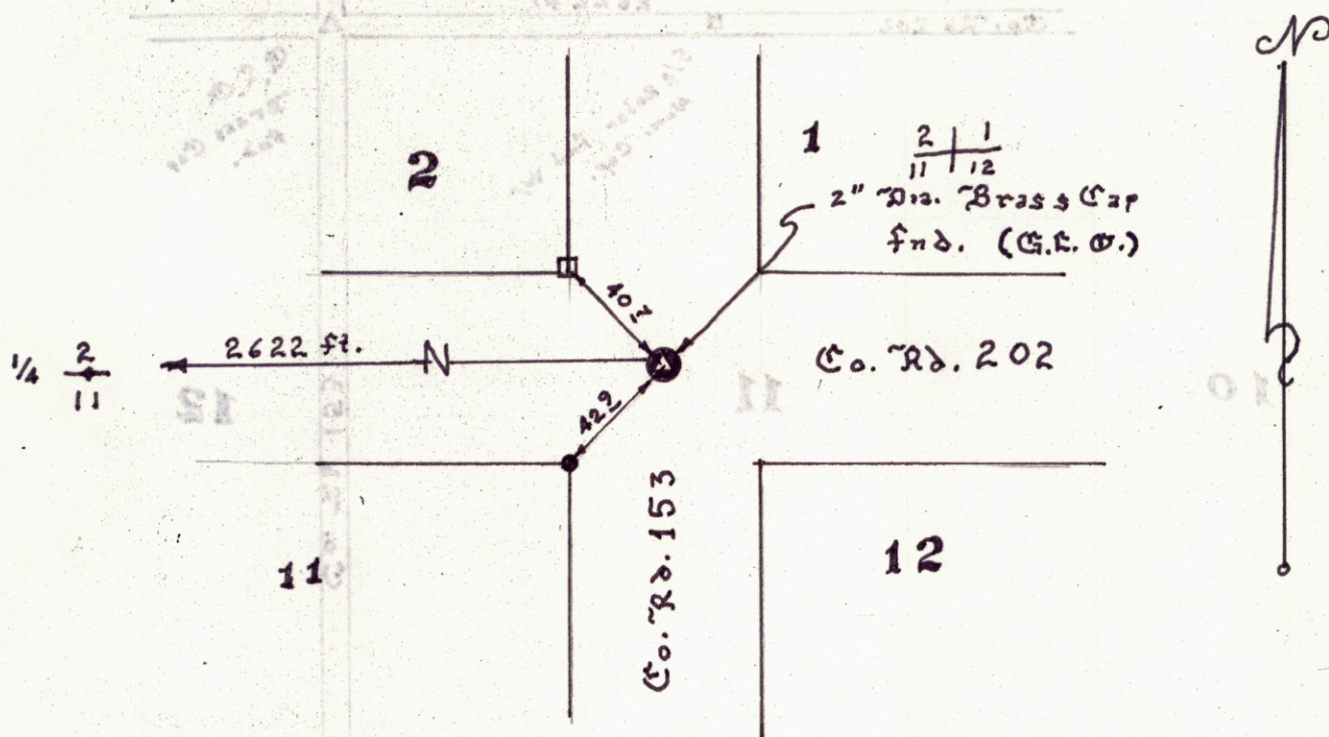 N
2
1
2 | 1
11 | 12
2" Dia. Brass Cap
fnd. (G.L.O.)
40.7
2622 ft.
N
1/4 2
11
Co. Rd. 202
42.9
Co. Rd. 153
11
12